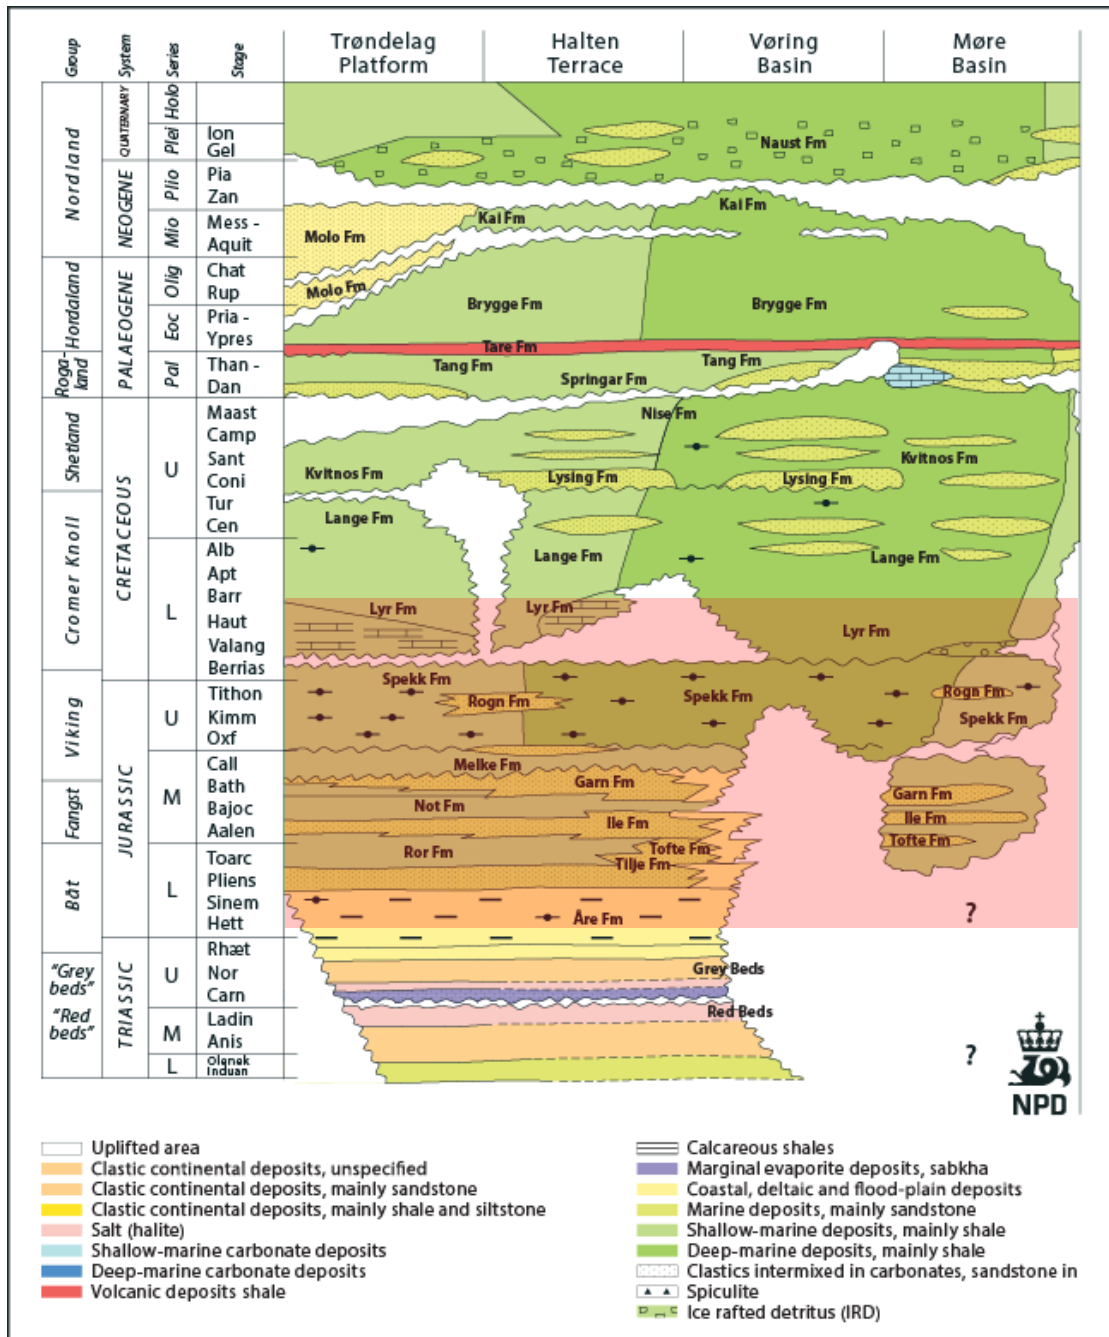 Group
System
Series
Stage
Trøndelag
Platform
Halten
Terrace
Vøring
Basin
Møre
Basin
Nordland
Hordaland
Roga-
land
Shetland
Cromer Knoll
Viking
Fangst
Båt
"Grey
beds"
"Red
beds"
QUATERNARY
NEOGENE
PALAEOGENE
CRETACEOUS
JURASSIC
TRIASSIC
Holo
Plei
Plio
Mio
Olig
Eoc
Pal
U
L
U
M
L
U
M
L
Ion
Gel
Pia
Zan
Mess -
Aquit
Chat
Rup
Pria -
Ypres
Than -
Dan
Maast
Camp
Sant
Coni
Tur
Cen
Alb
Apt
Barr
Haut
Valang
Berrias
Tithon
Kimm
Oxf
Call
Bath
Bajoc
Aalen
Toarc
Pliens
Sinem
Hett
Rhæt
Nor
Carn
Ladin
Anis
Olenek
Induan
Naust Fm
Kai Fm
Kai Fm
Molo Fm
Molo Fm
Brygge Fm
Brygge Fm
Tare Fm
Tang Fm
Tang Fm
Springar Fm
Nise Fm
Kvitnos Fm
Kvitnos Fm
Lysing Fm
Lysing Fm
Lange Fm
Lange Fm
Lange Fm
Lyr Fm
Lyr Fm
Lyr Fm
Spekk Fm
Spekk Fm
Rogn Fm
Rogn Fm
Spekk Fm
Melke Fm
Garn Fm
Garn Fm
Not Fm
Ile Fm
Ile Fm
Ror Fm
Tofte Fm
Tofte Fm
Tilje Fm
Åre Fm
?
Grey Beds
Red Beds
?
NPD
Uplifted area
Clastic continental deposits, unspecified
Clastic continental deposits, mainly sandstone
Clastic continental deposits, mainly shale and siltstone
Salt (halite)
Shallow-marine carbonate deposits
Deep-marine carbonate deposits
Volcanic deposits shale
Calcareous shales
Marginal evaporite deposits, sabkha
Coastal, deltaic and flood-plain deposits
Marine deposits, mainly sandstone
Shallow-marine deposits, mainly shale
Deep-marine deposits, mainly shale
Clastics intermixed in carbonates, sandstone in
Spiculite
Ice rafted detritus (IRD)